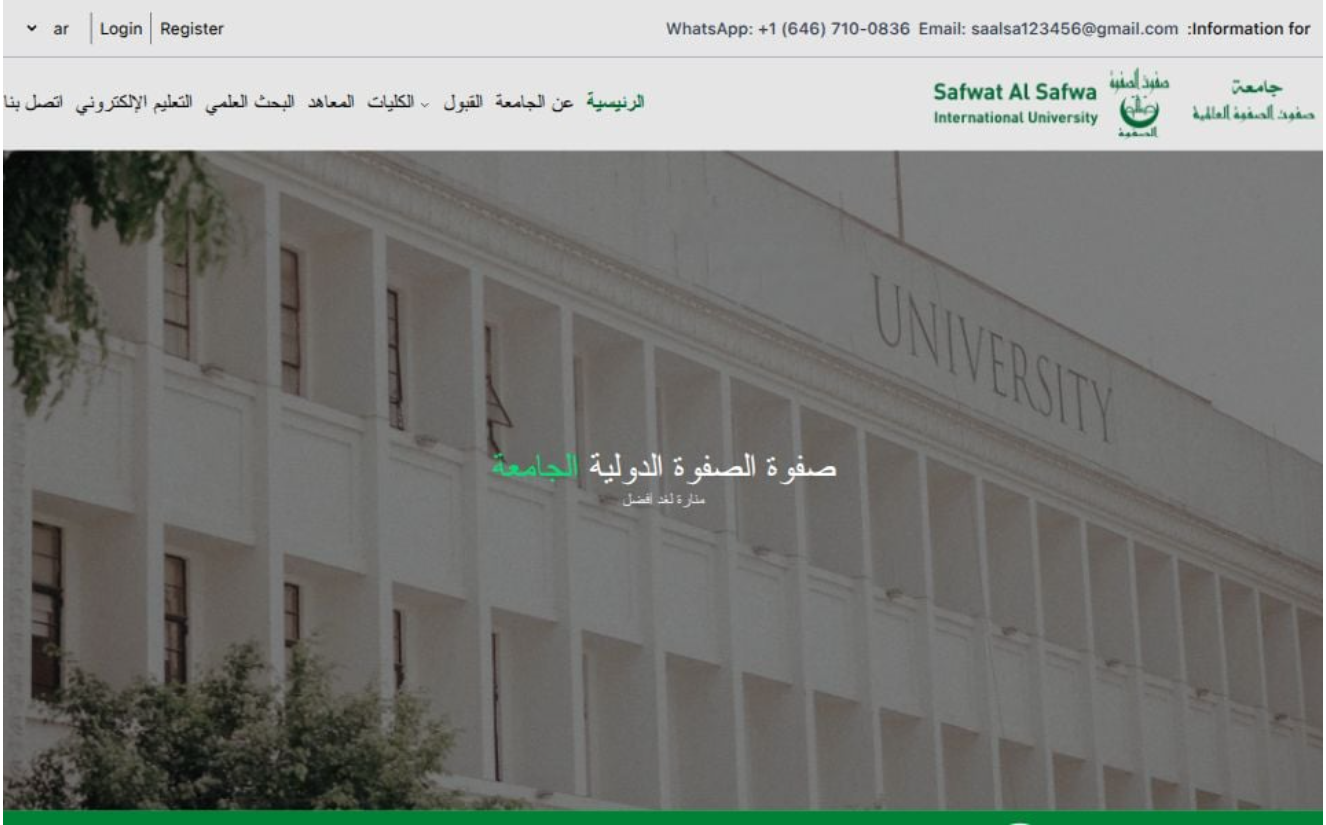 ar Login Register
WhatsApp: +1 (646) 710-0836 Email: saalsa123456@gmail.com :Information for
جامعة
صفوة الصفوة العالمية
صفوة الصفوة
الصفوة
Safwat Al Safwa
International University
الرئيسية عن الجامعة القبول الكليات المعاهد البحث العلمي التعليم الإلكتروني اتصل بنا
UNIVERSITY
صفوة الصفوة الدولية الجامعة
منارة لغد افضل